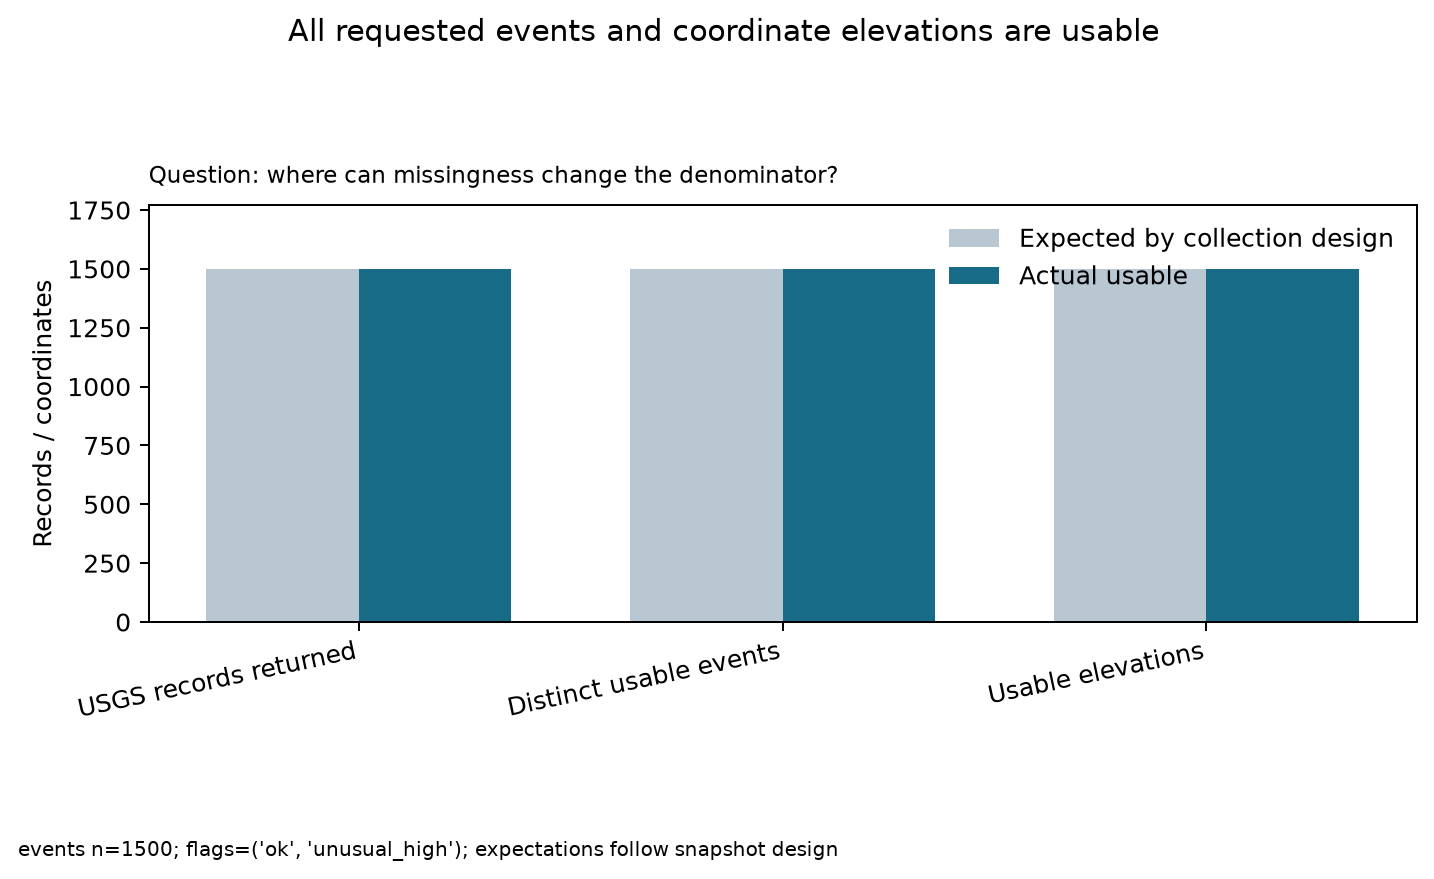 All requested events and coordinate elevations are usable
Question: where can missingness change the denominator?
Records / coordinates
1750
1500
1250
1000
750
500
250
0
Expected by collection design
Actual usable
USGS records returned
Distinct usable events
Usable elevations
events n=1500; flags=('ok', 'unusual_high'); expectations follow snapshot design